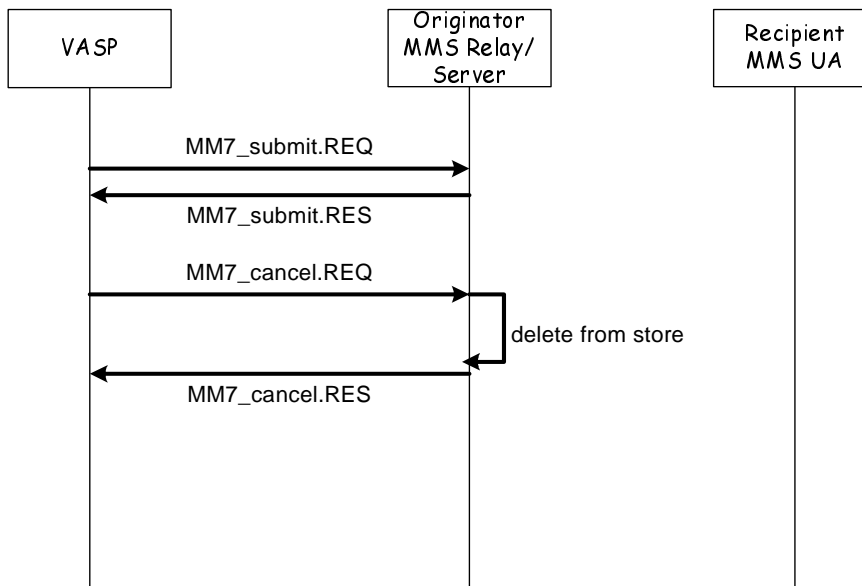 VASP
Originator
MMS Relay/
Server
Recipient
MMS UA
MM7_submit.REQ
MM7_submit.RES
MM7_cancel.REQ
delete from store
MM7_cancel.RES